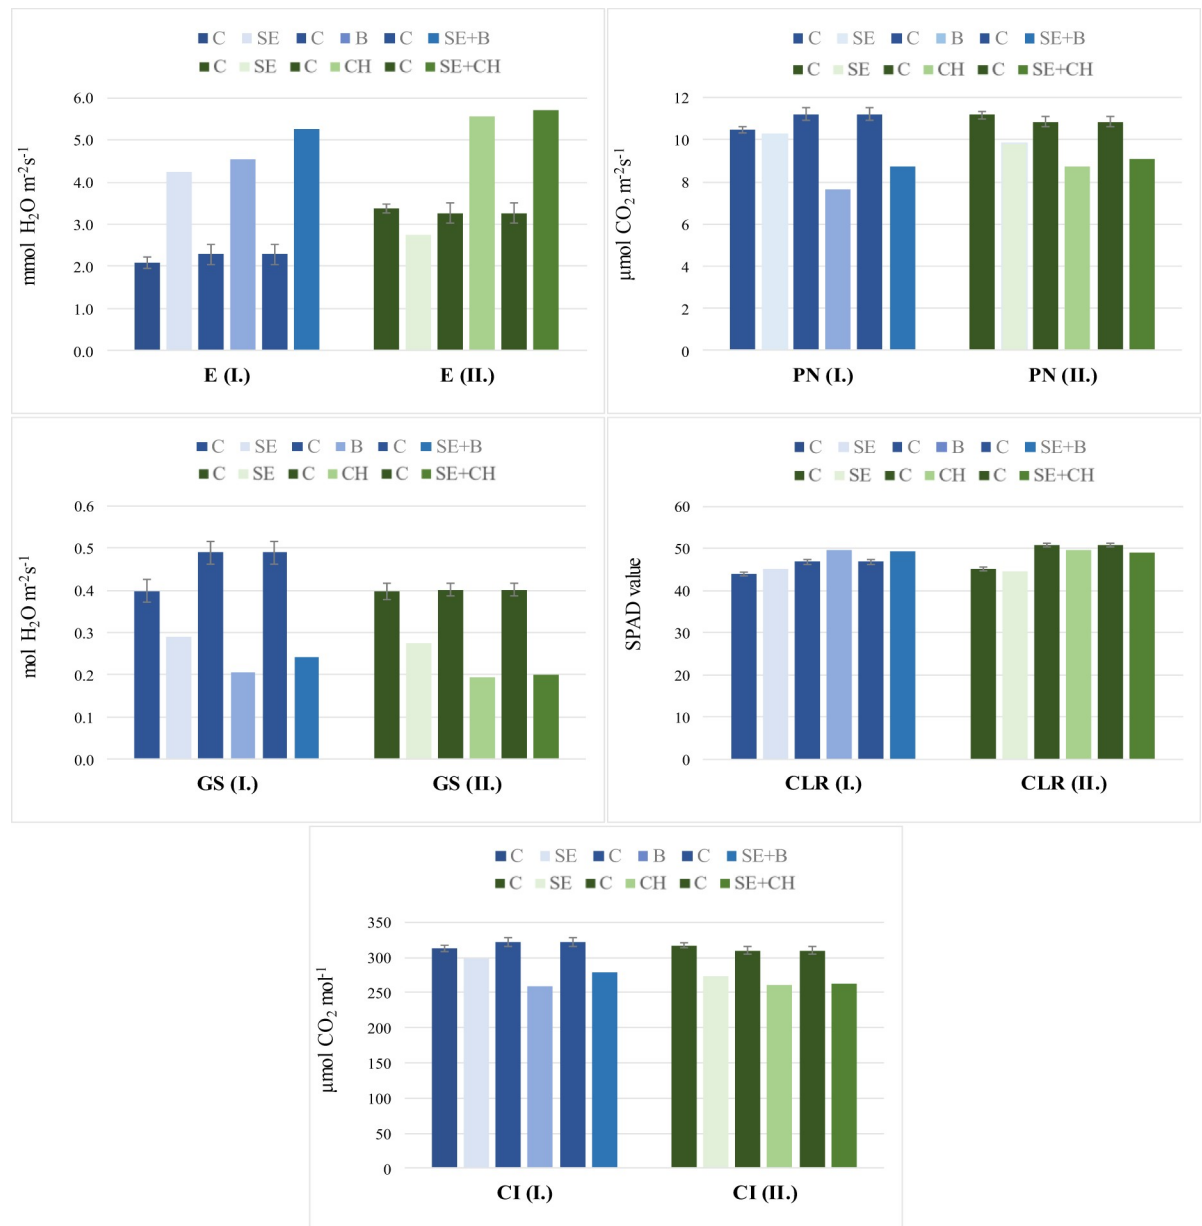 C SE C B C SE+B
C SE C CH C SE+CH
mmol H₂O m⁻²s⁻¹
6.0
5.0
4.0
3.0
2.0
1.0
0.0
E (I.) E (II.)
C SE C B C SE+B
C SE C CH C SE+CH
µmol CO₂ m⁻²s⁻¹
12
10
8
6
4
2
0
PN (I.) PN (II.)
C SE C B C SE+B
C SE C CH C SE+CH
mol H₂O m⁻²s⁻¹
0.6
0.5
0.4
0.3
0.2
0.1
0.0
GS (I.) GS (II.)
C SE C B C SE+B
C SE C CH C SE+CH
SPAD value
60
50
40
30
20
10
0
CLR (I.) CLR (II.)
C SE C B C SE+B
C SE C CH C SE+CH
µmol CO₂ mol⁻¹
350
300
250
200
150
100
50
0
CI (I.) CI (II.)